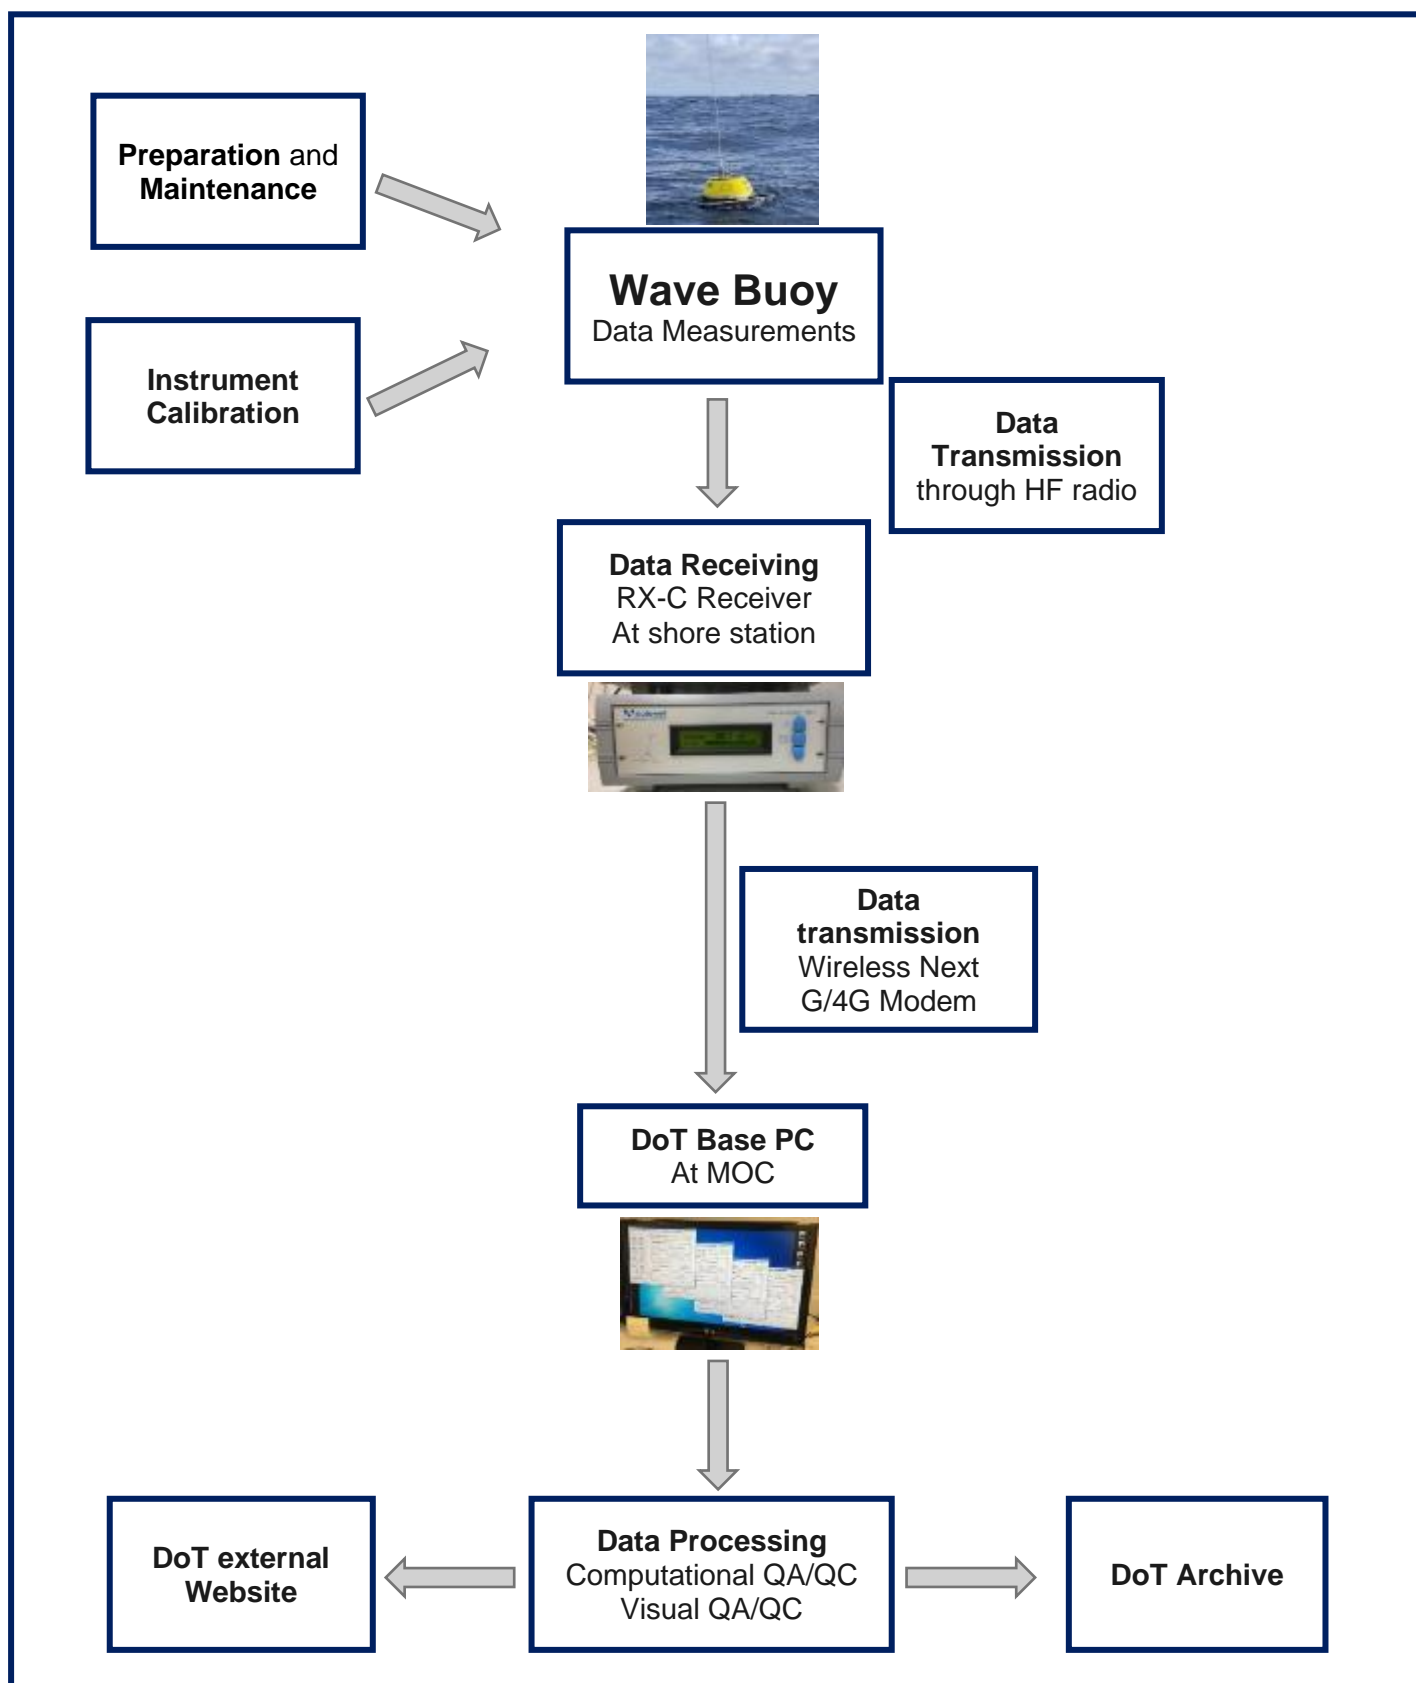 Preparation and
Maintenance
Wave Buoy
Data Measurements
Instrument
Calibration
Data
Transmission
through HF radio
Data Receiving
RX-C Receiver
At shore station
Data
transmission
Wireless Next
G/4G Modem
DoT Base PC
At MOC
DoT external
Website
Data Processing
Computational QA/QC
Visual QA/QC
DoT Archive